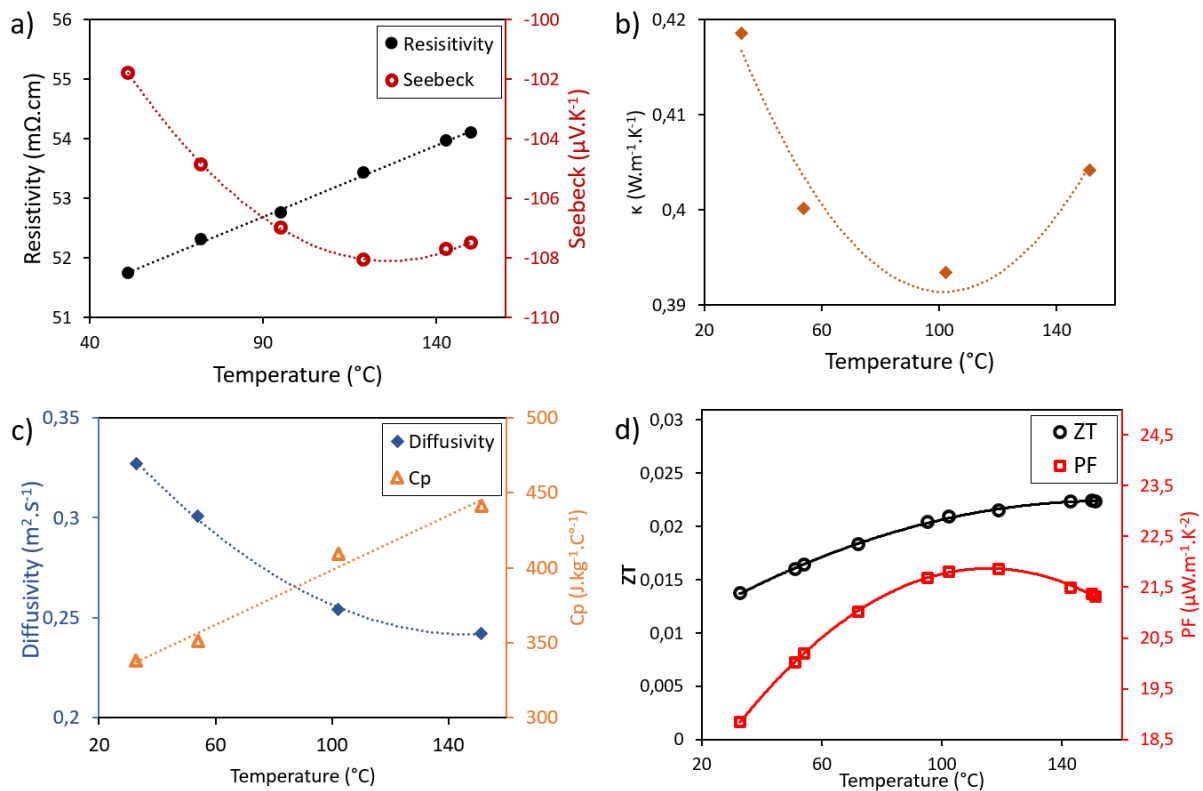 a)
Resistivity (mΩ.cm)
56
55
54
53
52
51
40
90
140
Temperature (°C)
Resisitivity
Seebeck
-100
-102
-104
-106
-108
-110
Seebeck (µV.K⁻¹)
b)
κ (W.m⁻¹.K⁻¹)
0,42
0,41
0,4
0,39
20
60
100
140
Temperature (°C)
c)
Diffusivity (m².s⁻¹)
0,35
0,3
0,25
0,2
20
60
100
140
Temperature (°C)
Diffusivity
Cp
500
450
400
350
300
Cp (J.kg⁻¹.C°⁻¹)
d)
ZT
0,03
0,025
0,02
0,015
0,01
0,005
0
20
60
100
140
Temperature (°C)
ZT
PF
24,5
23,5
22,5
21,5
20,5
19,5
18,5
PF (µW.m⁻¹.K⁻²)